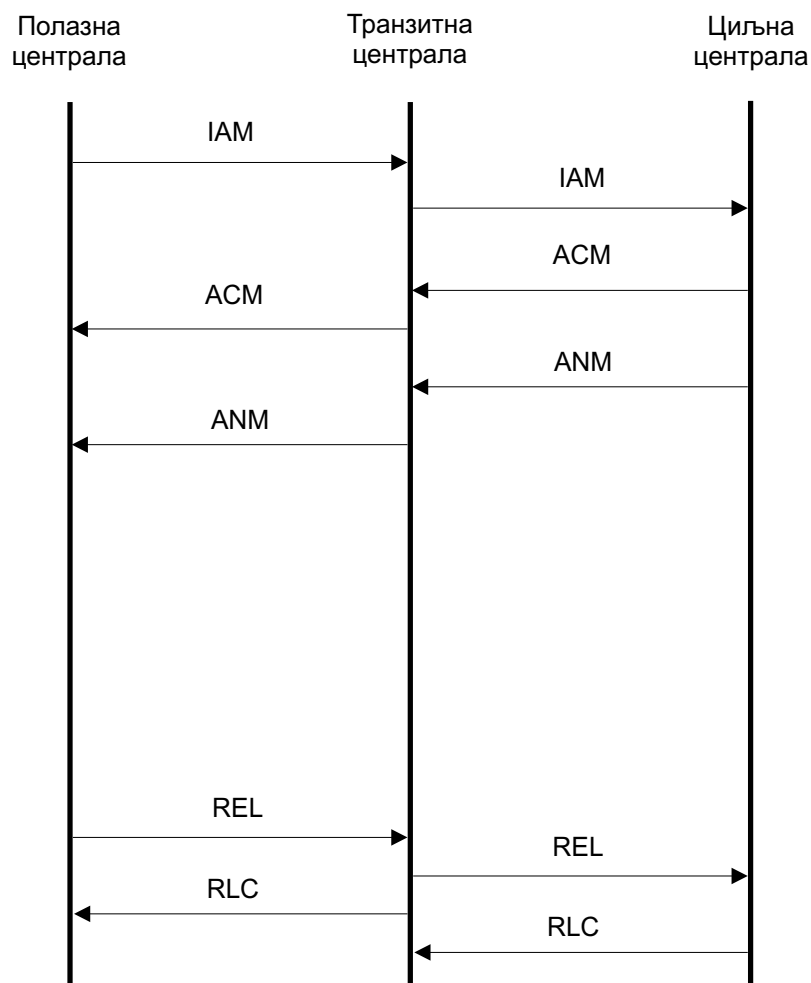 Полазна
централа
Транзитна
централа
Циљна
централа
IAM
IAM
ACM
ACM
ANM
ANM
REL
REL
RLC
RLC